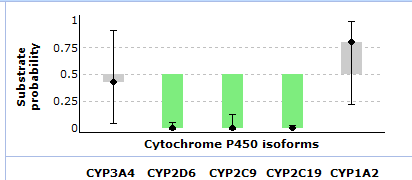 1
0.75
0.5
0.25
0
Substrate
probability
Cytochrome P450 isoforms
CYP3A4 CYP2D6 CYP2C9 CYP2C19 CYP1A2